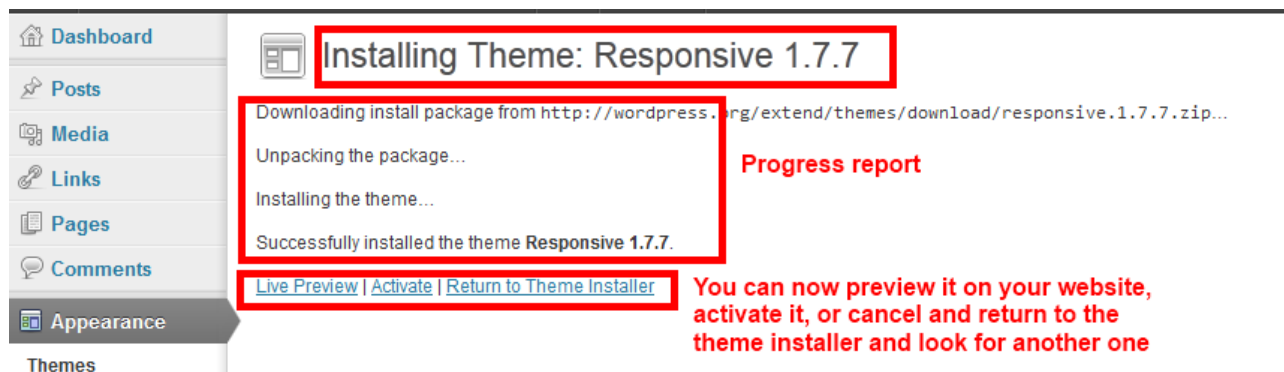 Dashboard
Posts
Media
Links
Pages
Comments
Appearance
Themes
Installing Theme: Responsive 1.7.7
Downloading install package from http://wordpress.org/extend/themes/download/responsive.1.7.7.zip...
Unpacking the package...
Installing the theme...
Successfully installed the theme Responsive 1.7.7.
Progress report
Live Preview | Activate | Return to Theme Installer
You can now preview it on your website,
activate it, or cancel and return to the
theme installer and look for another one